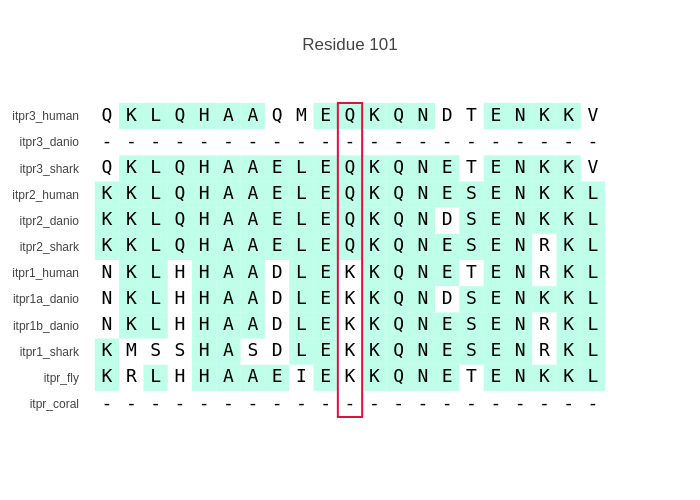 Residue 101
itpr3_human Q K L Q H A A Q M E Q K Q N D T E N K K V
itpr3_danio - - - - - - - - - - - - - - - - - - - - -
itpr3_shark Q K L Q H A A E L E Q K Q N E T E N K K V
itpr2_human K K L Q H A A E L E Q K Q N E S E N K K L
itpr2_danio K K L Q H A A E L E Q K Q N D S E N K K L
itpr2_shark K K L Q H A A E L E Q K Q N E S E N R K L
itpr1_human N K L H H A A D L E K K Q N E T E N R K L
itpr1a_danio N K L H H A A D L E K K Q N D S E N K K L
itpr1b_danio N K L H H A A D L E K K Q N E S E N R K L
itpr1_shark K M S S H A S D L E K K Q N E S E N R K L
itpr_fly K R L H H A A E I E K K Q N E T E N K K L
itpr_coral - - - - - - - - - - - - - - - - - - - - -